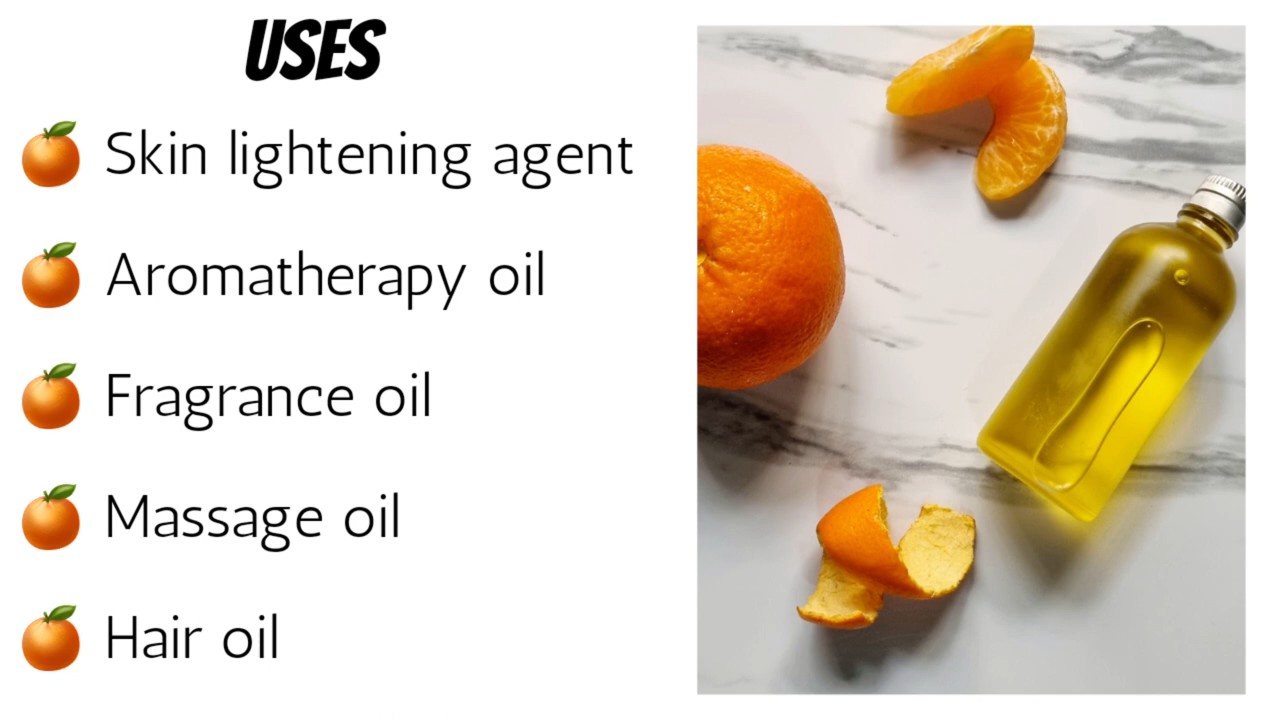 USES
Skin lightening agent
Aromatherapy oil
Fragrance oil
Massage oil
Hair oil